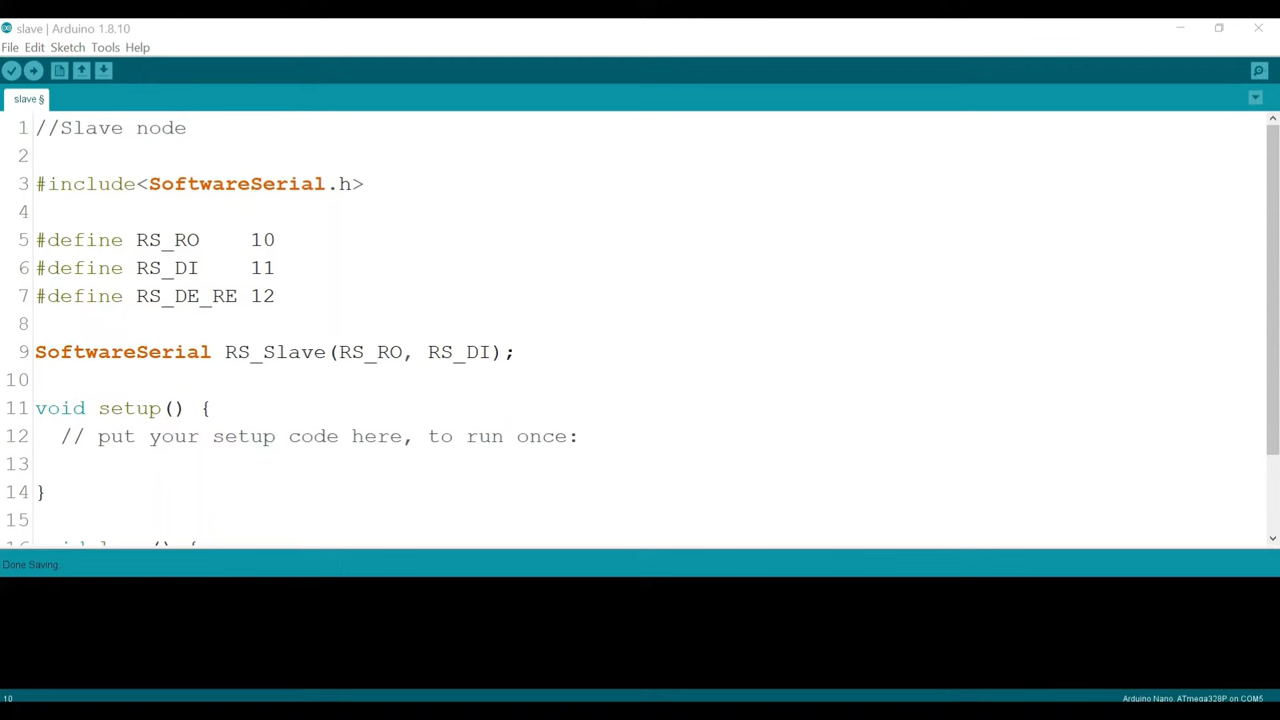 slave | Arduino 1.8.10
File Edit Sketch Tools Help
slave §
1 //Slave node
2
3 #include<SoftwareSerial.h>
4
5 #define RS_RO    10
6 #define RS_DI    11
7 #define RS_DE_RE 12
8
9 SoftwareSerial RS_Slave(RS_RO, RS_DI);
10
11 void setup() {
12   // put your setup code here, to run once:
13
14 }
15
Done Saving.
10
Arduino Nano, ATmega328P on COM5